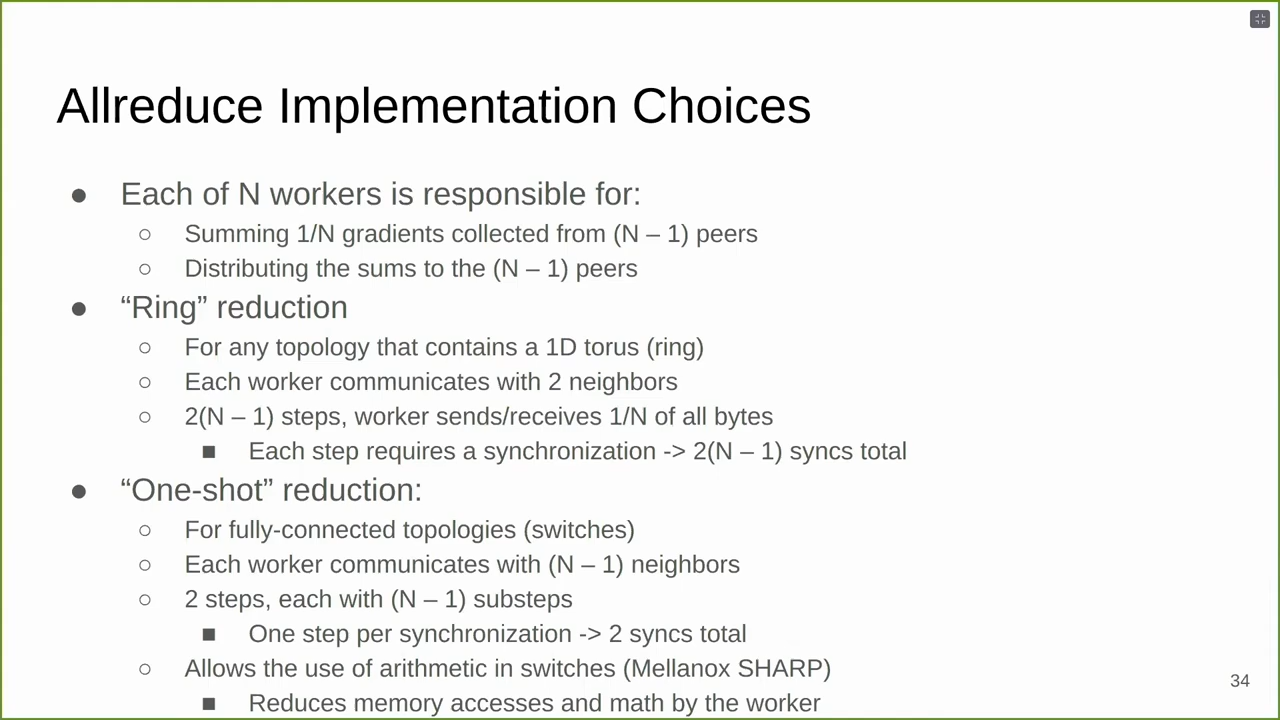 Allreduce Implementation Choices
● Each of N workers is responsible for:
○ Summing 1/N gradients collected from (N – 1) peers
○ Distributing the sums to the (N – 1) peers
● “Ring” reduction
○ For any topology that contains a 1D torus (ring)
○ Each worker communicates with 2 neighbors
○ 2(N – 1) steps, worker sends/receives 1/N of all bytes
■ Each step requires a synchronization -> 2(N – 1) syncs total
● “One-shot” reduction:
○ For fully-connected topologies (switches)
○ Each worker communicates with (N – 1) neighbors
○ 2 steps, each with (N – 1) substeps
■ One step per synchronization -> 2 syncs total
○ Allows the use of arithmetic in switches (Mellanox SHARP)
■ Reduces memory accesses and math by the worker
34